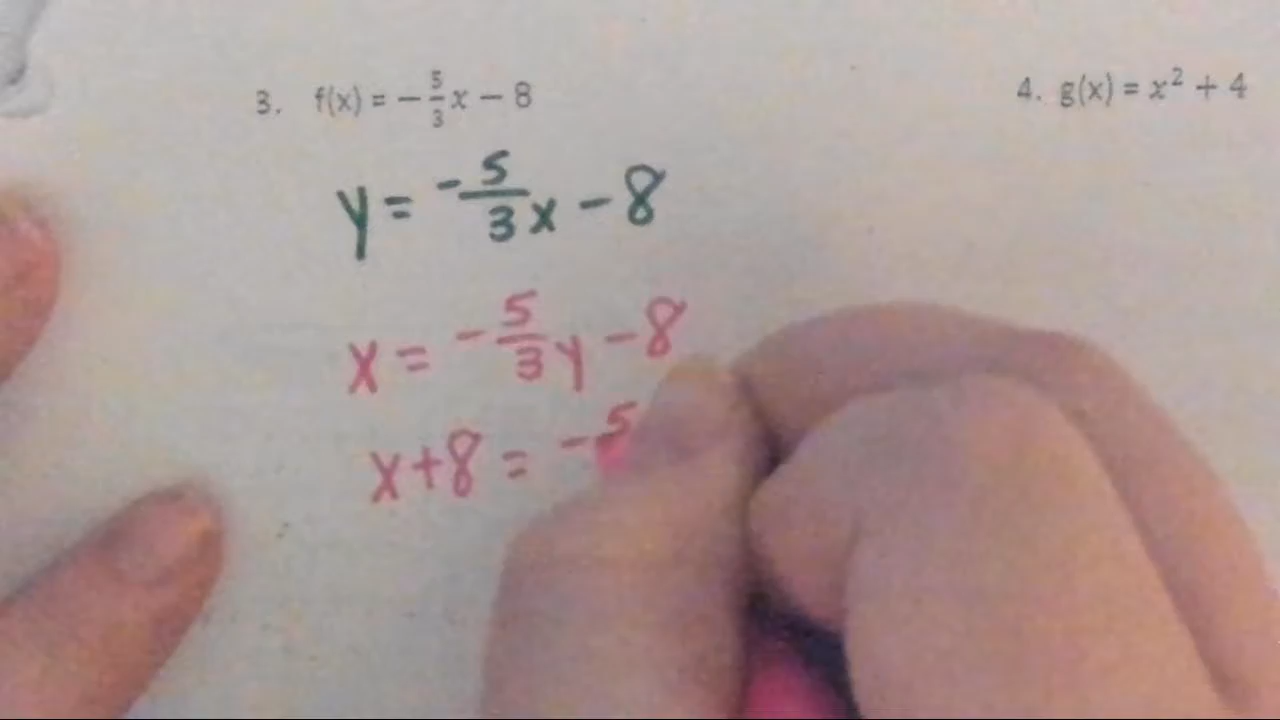 3. f(x) = -5/3x - 8
4. g(x) = x² + 4
y = -5/3x - 8
x = -5/3y - 8
x+8 = -5